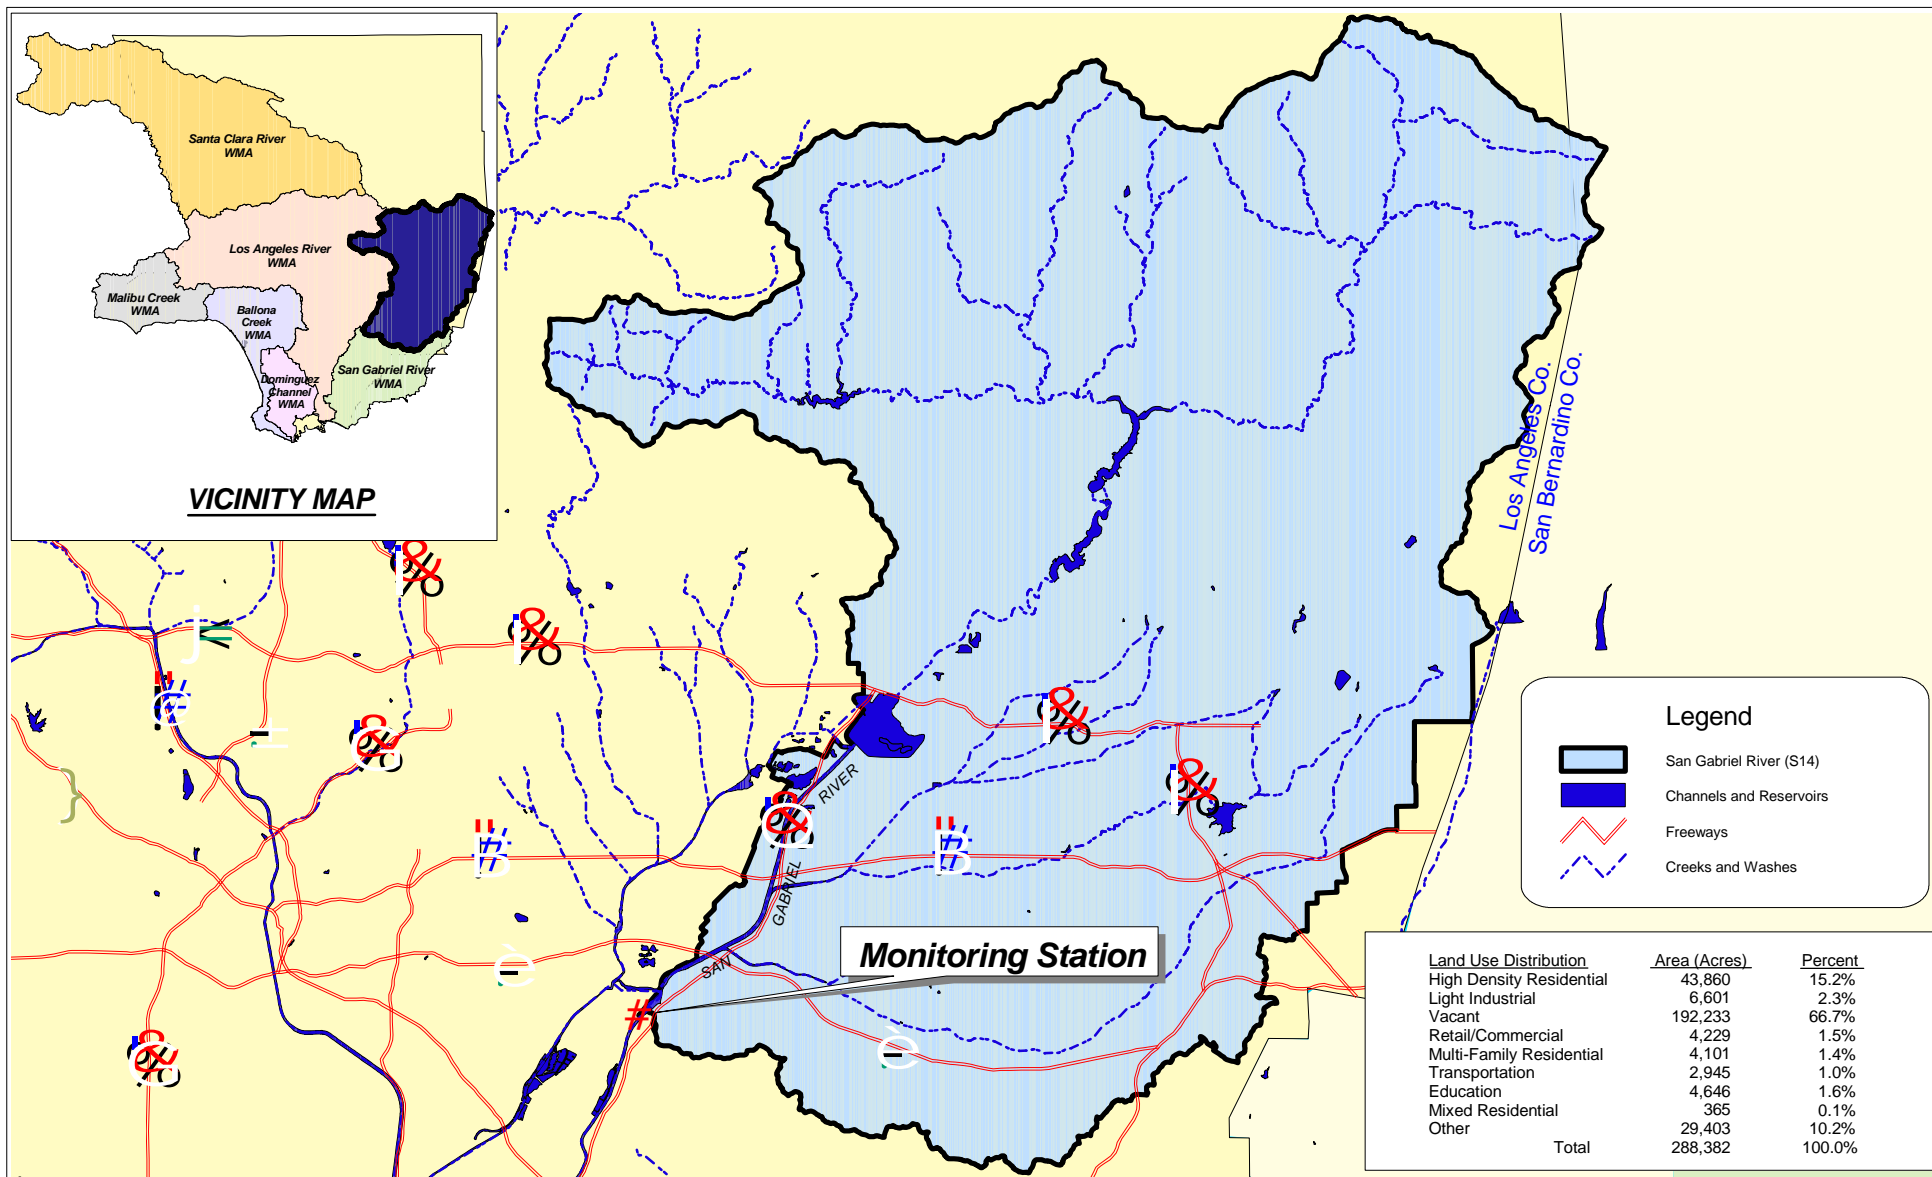 Santa Clara River
WMA
Los Angeles River
WMA
Malibu Creek
WMA
Ballona
Creek
WMA
Dominguez
Channel
WMA
San Gabriel River
WMA
VICINITY MAP
Los Angeles Co.
San Bernardino Co.
RIVER
GABRIEL
SAN
Monitoring Station
#
Legend
San Gabriel River (S14)
Channels and Reservoirs
Freeways
Creeks and Washes
Land Use Distribution Area (Acres) Percent
High Density Residential 43,860 15.2%
Light Industrial 6,601 2.3%
Vacant 192,233 66.7%
Retail/Commercial 4,229 1.5%
Multi-Family Residential 4,101 1.4%
Transportation 2,945 1.0%
Education 4,646 1.6%
Mixed Residential 365 0.1%
Other 29,403 10.2%
Total 288,382 100.0%